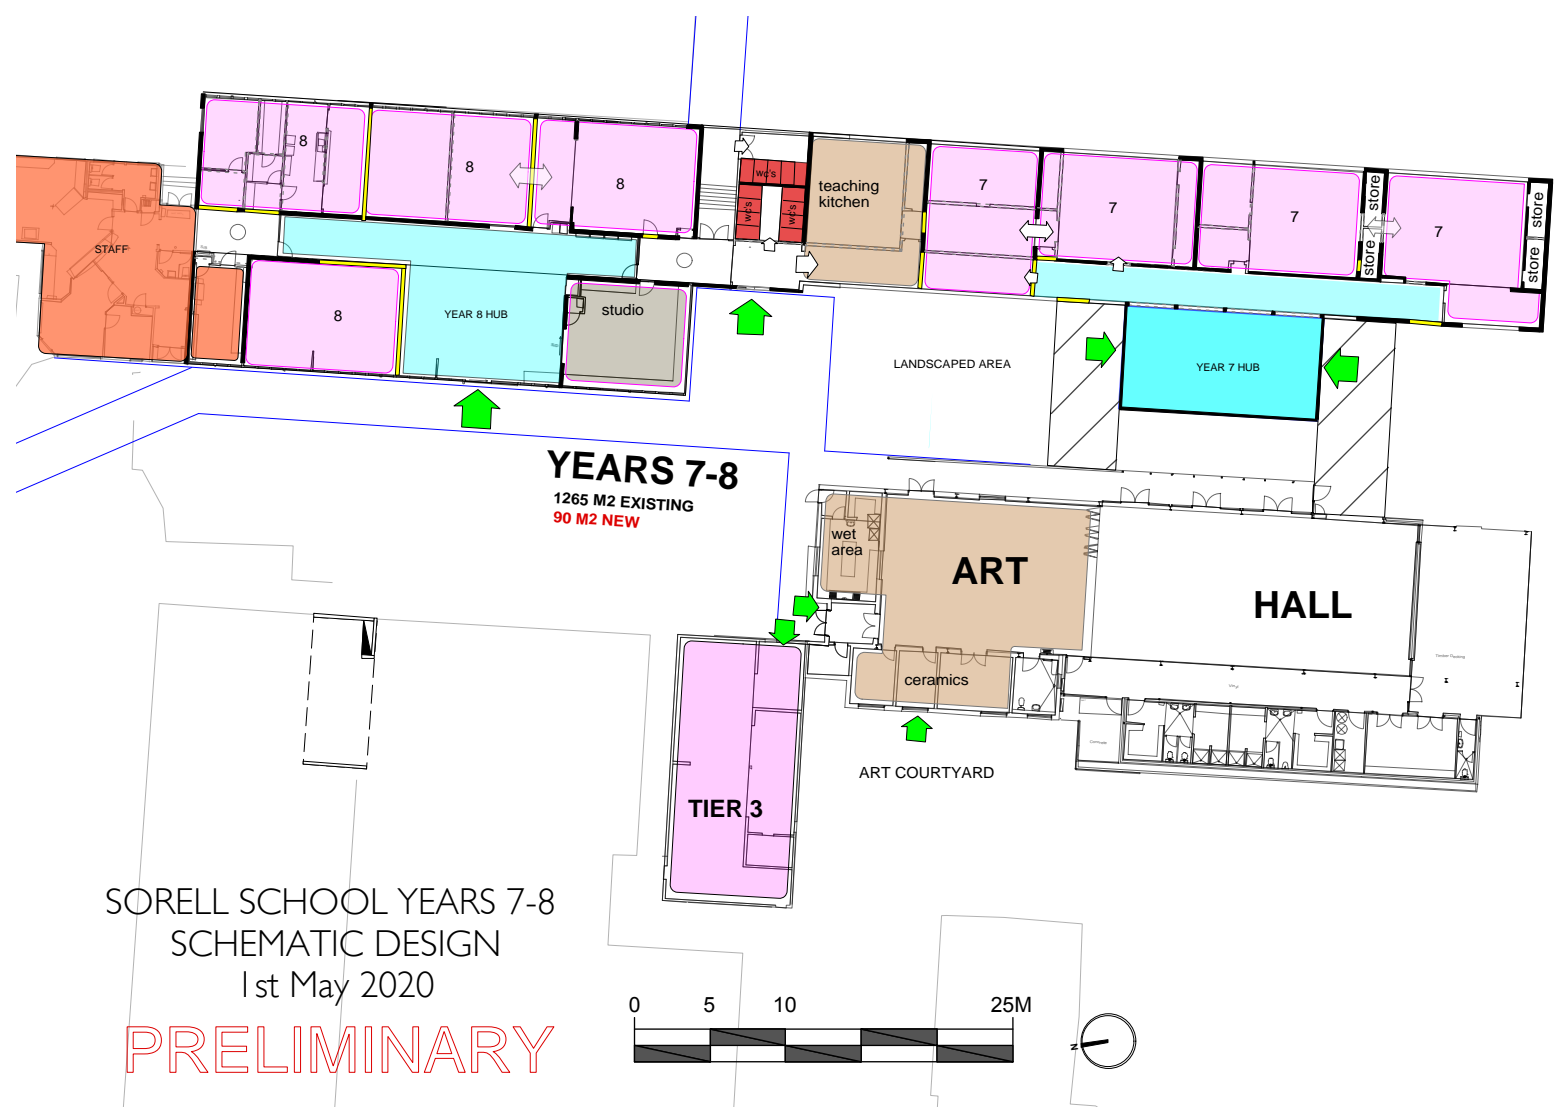 8
8
8
wc's
wc's
wc's
teaching
kitchen
7
7
7
store
store
7
store
store
STAFF
8
YEAR 8 HUB
studio
LANDSCAPED AREA
YEAR 7 HUB
YEARS 7-8
1265 M2 EXISTING
90 M2 NEW
wet
area
ART
HALL
ceramics
ART COURTYARD
TIER 3
SORELL SCHOOL YEARS 7-8
SCHEMATIC DESIGN
1st May 2020
PRELIMINARY
0 5 10 25M
N